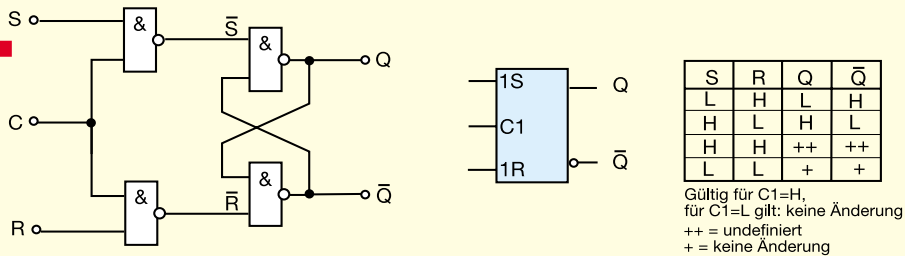 S
&
S̅
&
Q
C
&
R̅
&
Q̅
R
1S
C1
1R
Q
Q̅
S R Q Q̅
L H L H
H L H L
H H ++ ++
L L + +
Gültig für C1=H,
für C1=L gilt: keine Änderung
++ = undefiniert
+ = keine Änderung